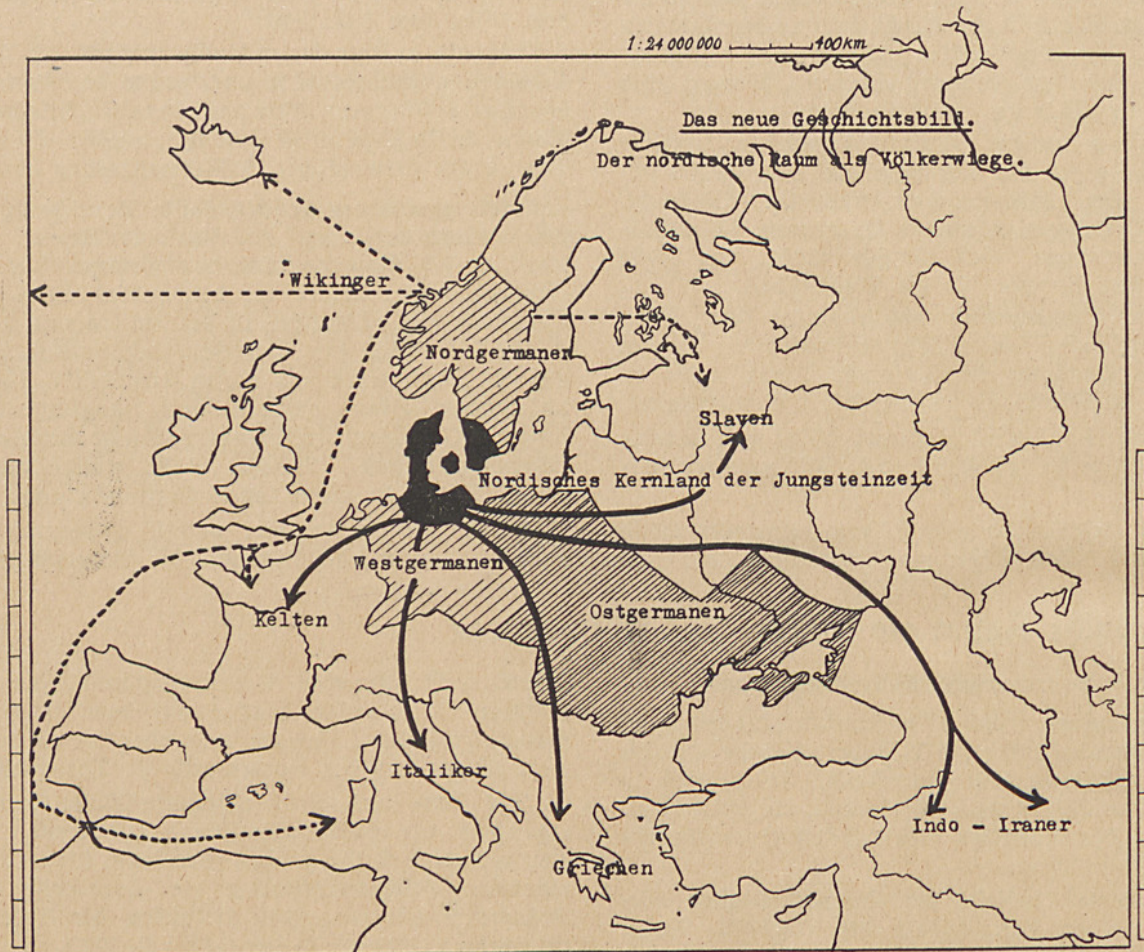 1:24 000 000 400km
Das neue Geschichtsbild.
Der nordische Raum als Völkerwiege.
Wikinger
Nordgermanen
Slaven
Nordisches Kernland der Jungsteinzeit
Westgermanen
Ostgermanen
Kelten
Italiker
Indo - Iraner
Griechen